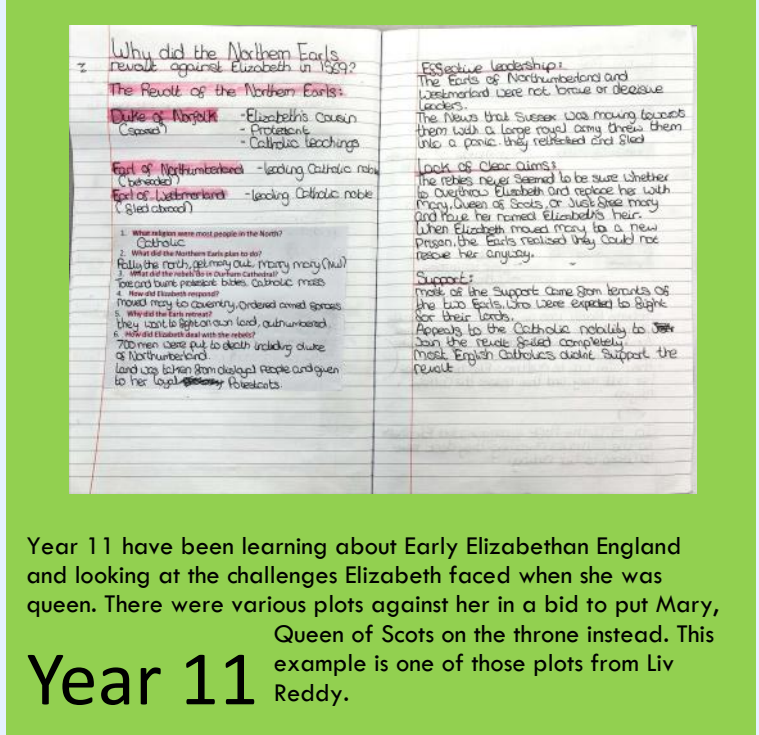 Why did the Northern Earls
revolt against Elizabeth in 1569?
The Revolt of the Northern Earls:
Duke of Norfolk - Elizabeth's cousin
(spared) - Protestant
- Catholic teachings
Earl of Northumberland - leading Catholic noble
(beheaded)
Earl of Westmorland - leading Catholic noble
(fled abroad)
1. What religion were most people in the North?
Catholic
2. What did the Northern Earls plan to do?
Rally the north, get mary out, marry mary
3. What did the rebels do in Durham Cathedral?
Tore and burnt protestant bibles, Catholic mass
4. How did Elizabeth respond?
moved mary to coventry, ordered armed forces
5. Why did the Earls retreat?
they want to fight on own land, outnumbered.
6. How did Elizabeth deal with the rebels?
700 men were put to death including duke
of Northumberland.
Land was taken from disloyal people and given
to her loyal Potestants.
Effective leadership:
The Earls of Northumberland and
Westmorland were not brave or decisive
leaders.
The News that Sussex was moving towards
them with a large royal army threw them
into a panic. they retreated and fled
Lack of Clear Aims:
The rebles never seemed to be sure whether
to overthrow Elizabeth and replace her with
Mary, Queen of Scots, or Just free mary
and have her named Elizabeth's heir.
When Elizabeth moved mary to a new
Prison, the Earls realised they could not
rescue her anyway.
Support:
most of the Support came from tenants of
the two Earls, who were expected to fight
for their lords.
Appeals to the Catholic nobility to
Join the revolt failed completely.
most English Catholics didnt support the
revolt
Year 11 have been learning about Early Elizabethan England
and looking at the challenges Elizabeth faced when she was
queen. There were various plots against her in a bid to put Mary,
Queen of Scots on the throne instead. This
example is one of those plots from Liv
Reddy.
Year 11